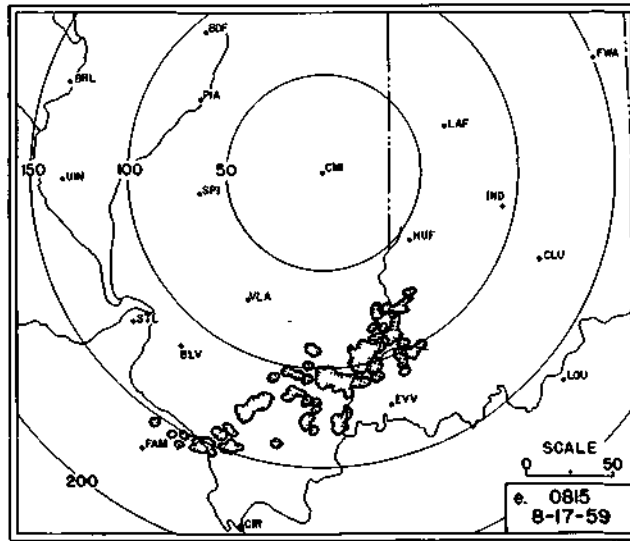 BDF
FWA
BRL
PIA
LAF
150
100
50
CMI
UIN
SPI
IND
HUF
CLU
VLA
STL
BLV
LOU
EVV
FAM
SCALE
0 50
200
CIR
e. 0815
8-17-59